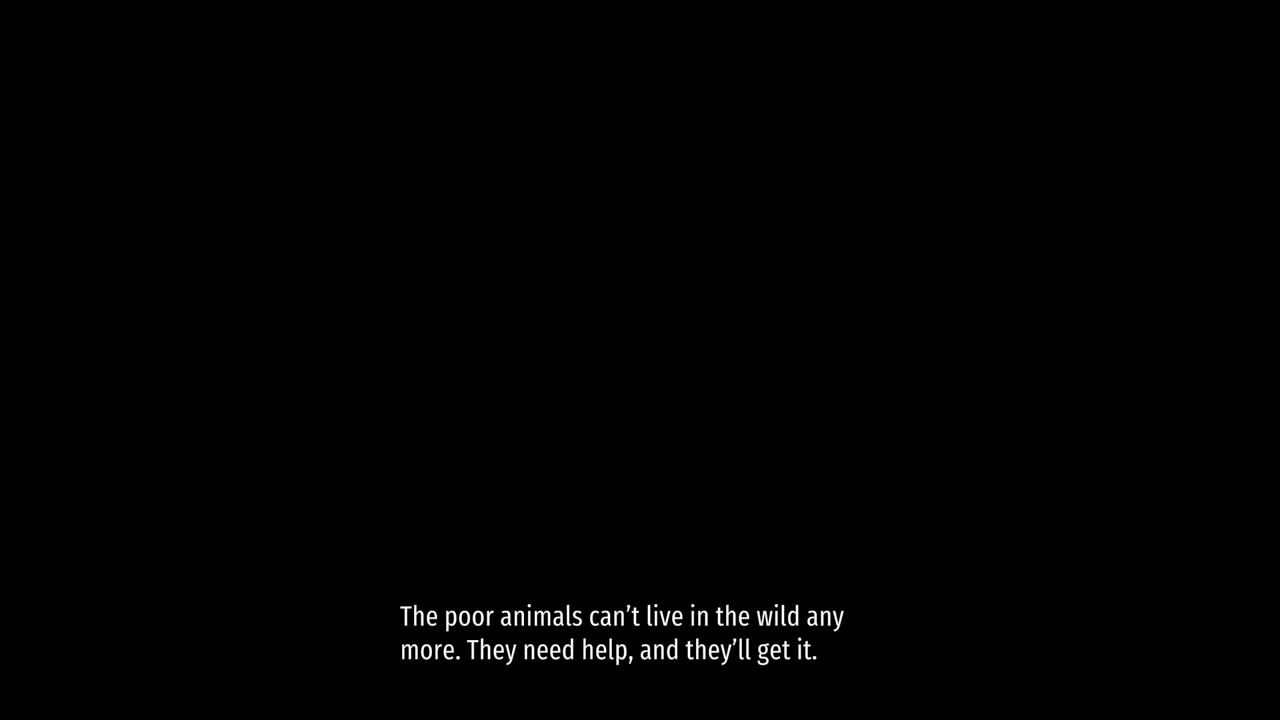 The poor animals can’t live in the wild any
more. They need help, and they’ll get it.